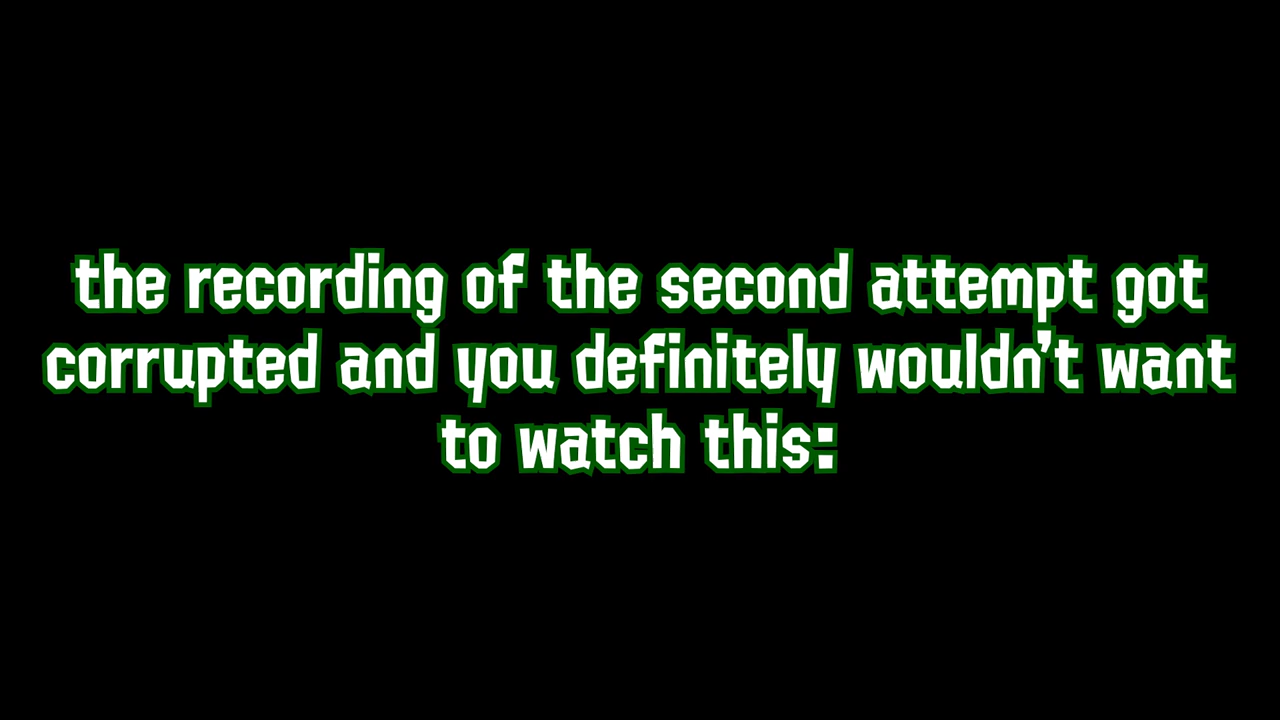 the recording of the second attempt got
corrupted and you definitely wouldn't want
to watch this: